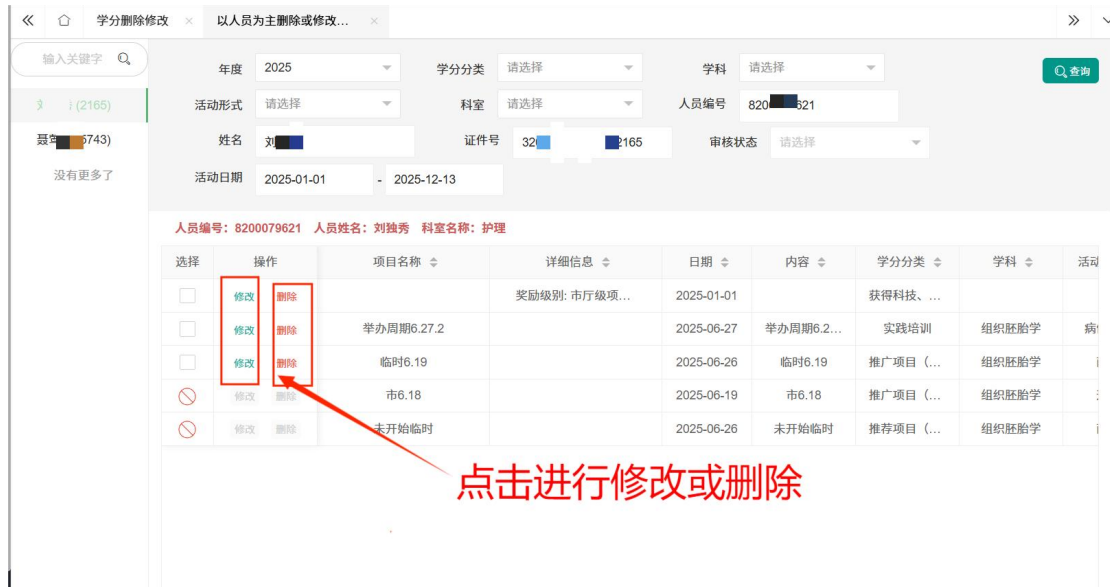 学分删除修改 × 以人员为主删除或修改... ×
输入关键字
(2165)
聂 5743)
没有更多了
年度 2025 学分分类 请选择 学科 请选择 查询
活动形式 请选择 科室 请选择 人员编号 820 621
姓名 刘 证件号 32 2165 审核状态 请选择
活动日期 2025-01-01 - 2025-12-13
人员编号：8200079621 人员姓名：刘独秀 科室名称：护理
选择 操作 项目名称 详细信息 日期 内容 学分分类 学科 活动
修改 删除 奖励级别: 市厅级项... 2025-01-01 获得科技、...
修改 删除 举办周期6.27.2 2025-06-27 举办周期6.2... 实践培训 组织胚胎学
修改 删除 临时6.19 2025-06-26 临时6.19 推广项目（... 组织胚胎学
修改 删除 市6.18 2025-06-19 市6.18 推广项目（... 组织胚胎学
修改 删除 未开始临时 2025-06-26 未开始临时 推荐项目（... 组织胚胎学
点击进行修改或删除